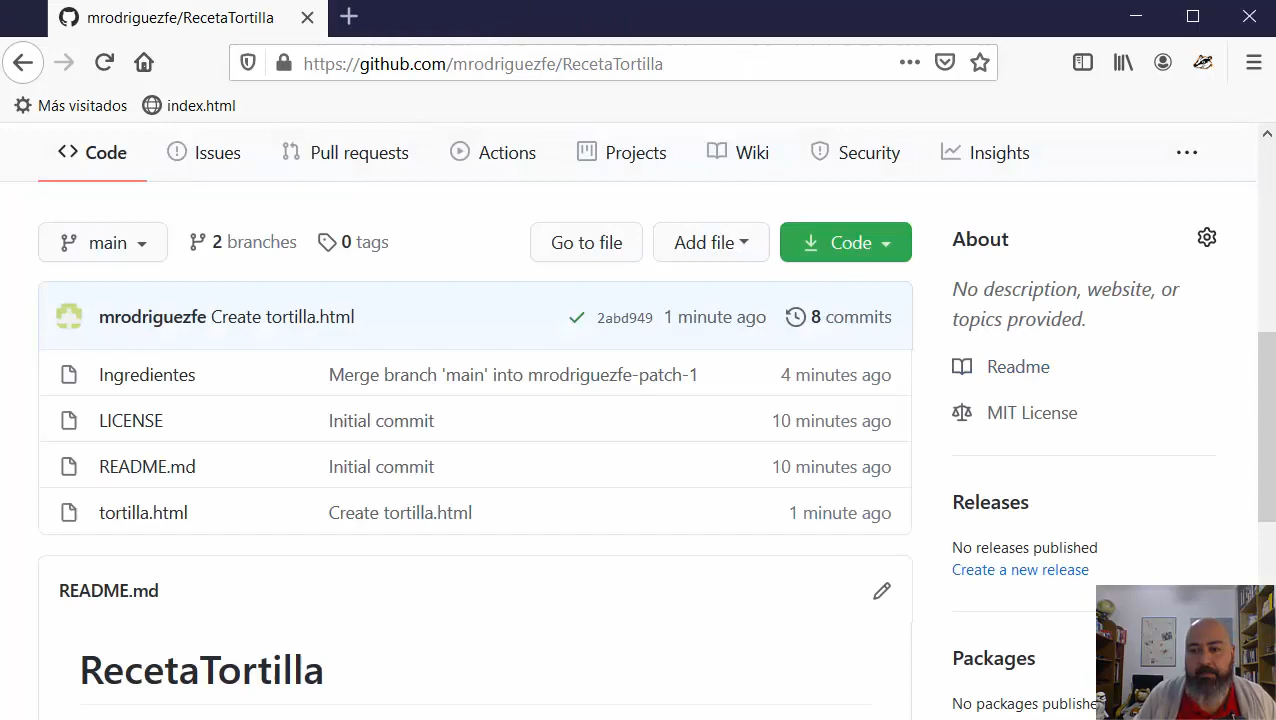 mrodriguezfe/RecetaTortilla
https://github.com/mrodriguezfe/RecetaTortilla
Más visitados index.html
Code Issues Pull requests Actions Projects Wiki Security Insights
main 2 branches 0 tags Go to file Add file Code
mrodriguezfe Create tortilla.html 2abd949 1 minute ago 8 commits
Ingredientes Merge branch 'main' into mrodriguezfe-patch-1 4 minutes ago
LICENSE Initial commit 10 minutes ago
README.md Initial commit 10 minutes ago
tortilla.html Create tortilla.html 1 minute ago
README.md
RecetaTortilla
About
No description, website, or
topics provided.
Readme
MIT License
Releases
No releases published
Create a new release
Packages
No packages publishe